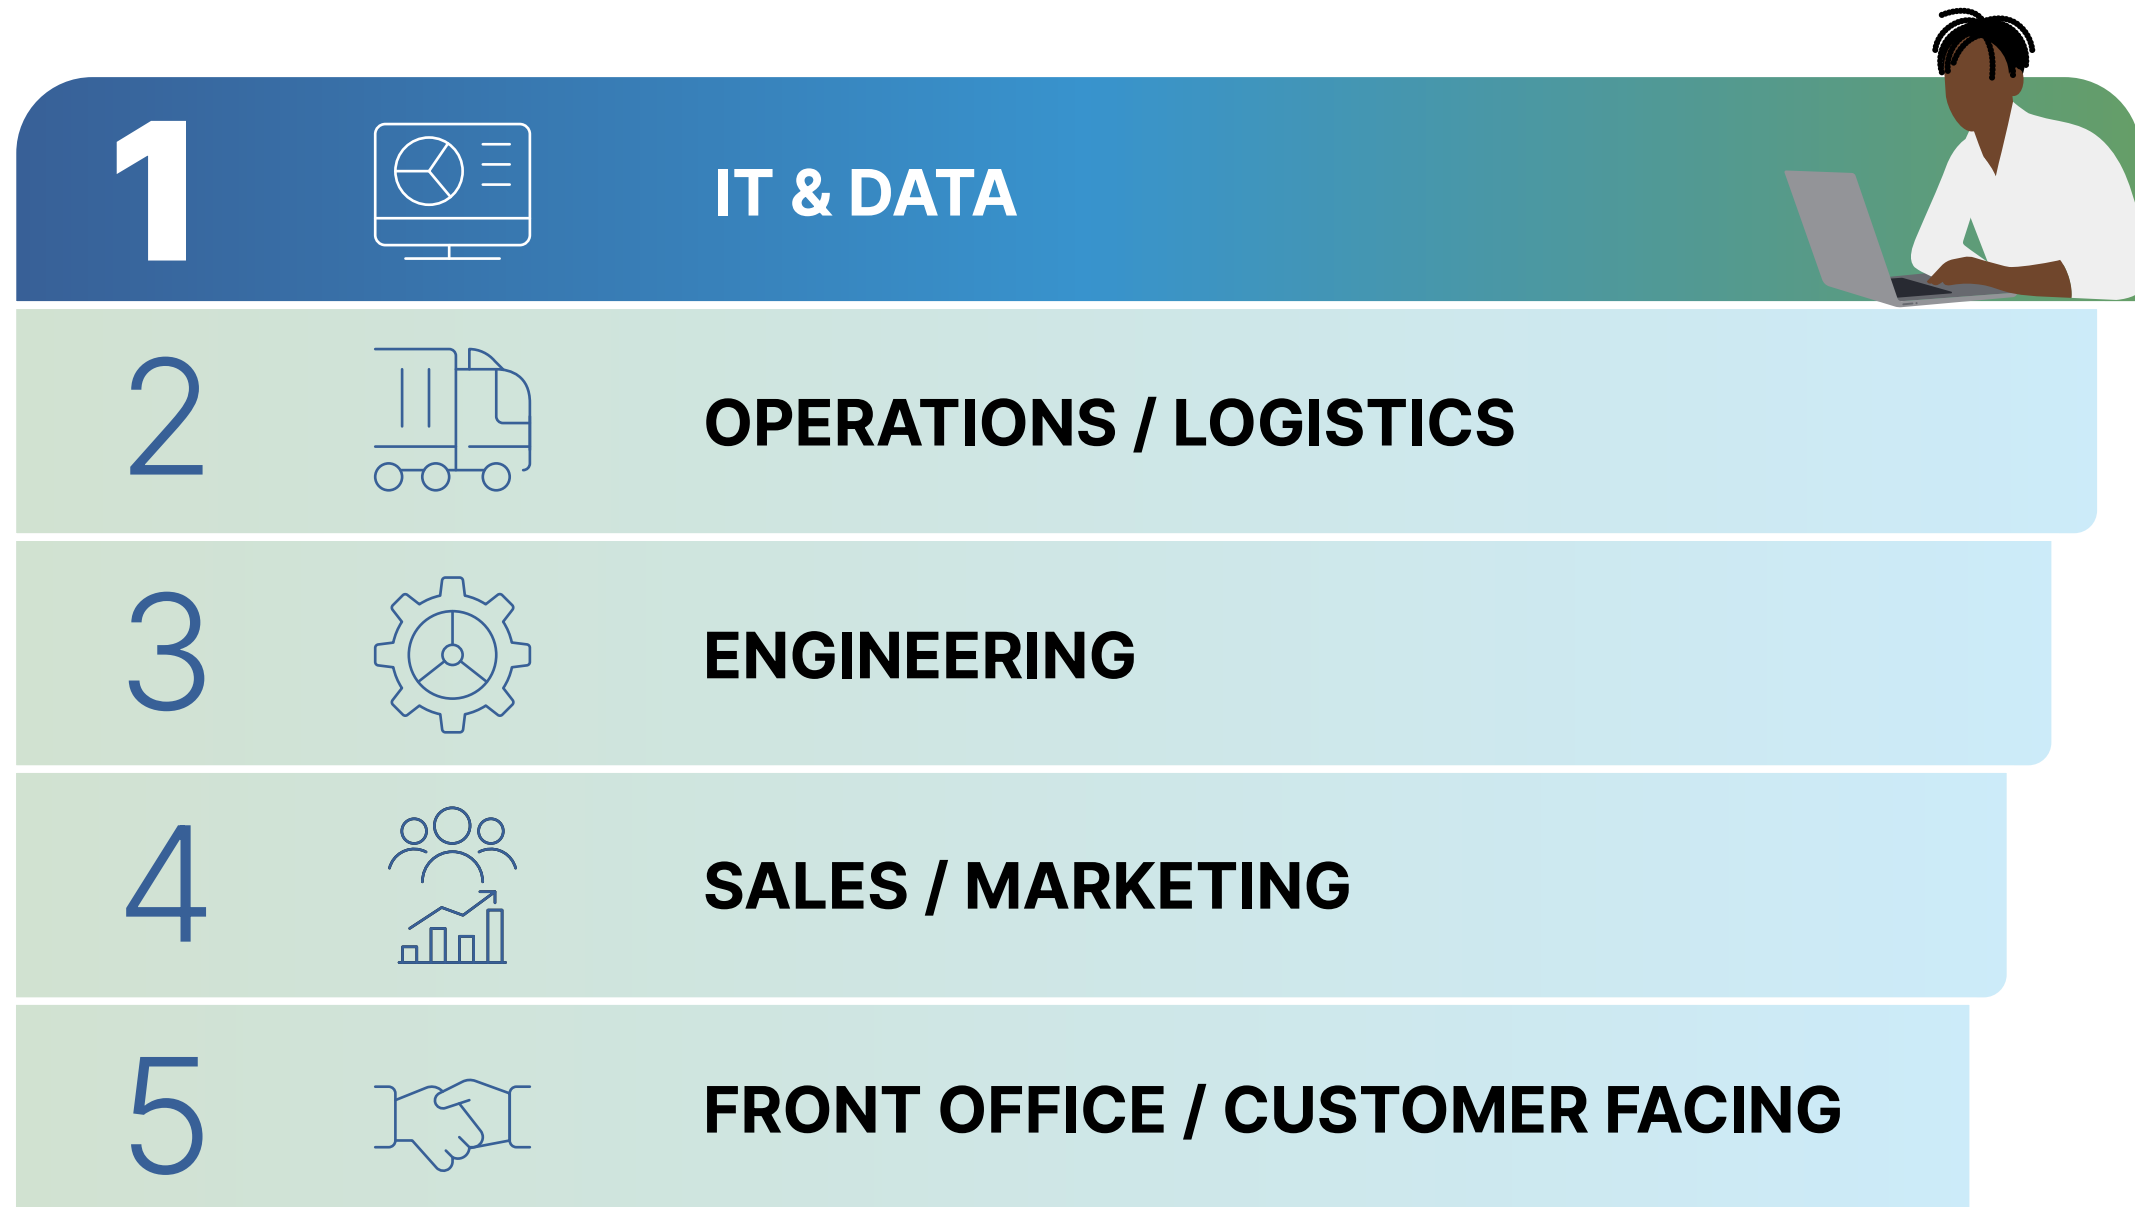 1 IT & DATA
2 OPERATIONS / LOGISTICS
3 ENGINEERING
4 SALES / MARKETING
5 FRONT OFFICE / CUSTOMER FACING